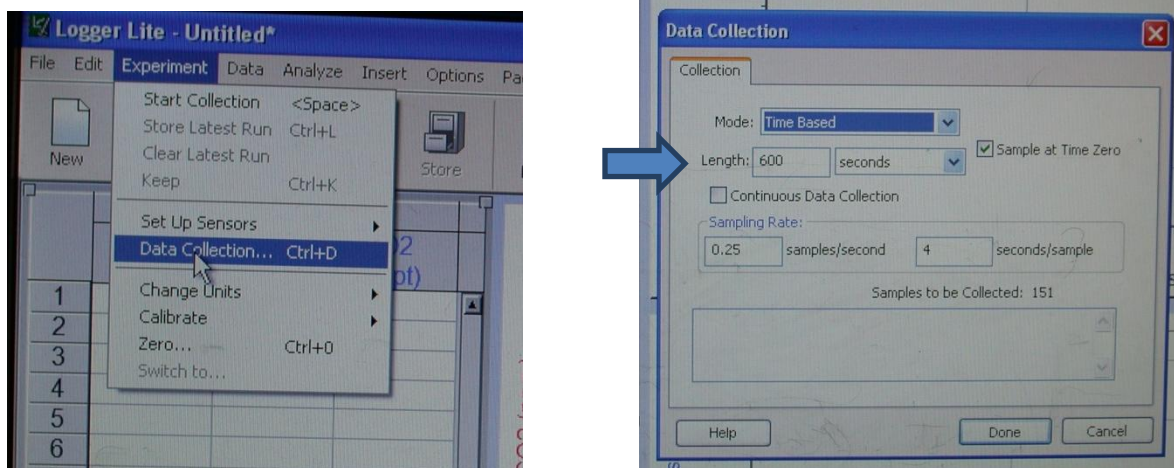 Logger Lite - Untitled*
File Edit Experiment Data Analyze Insert Options Pa
New
Start Collection <Space>
Store Latest Run Ctrl+L
Clear Latest Run
Keep Ctrl+K
Set Up Sensors
Data Collection... Ctrl+D
Change Units
Calibrate
Zero... Ctrl+0
Switch to...
Store
1
2
3
4
5
6
Data Collection
Collection
Mode: Time Based
Length: 600 seconds
Sample at Time Zero
Continuous Data Collection
Sampling Rate:
0.25 samples/second 4 seconds/sample
Samples to be Collected: 151
Help Done Cancel